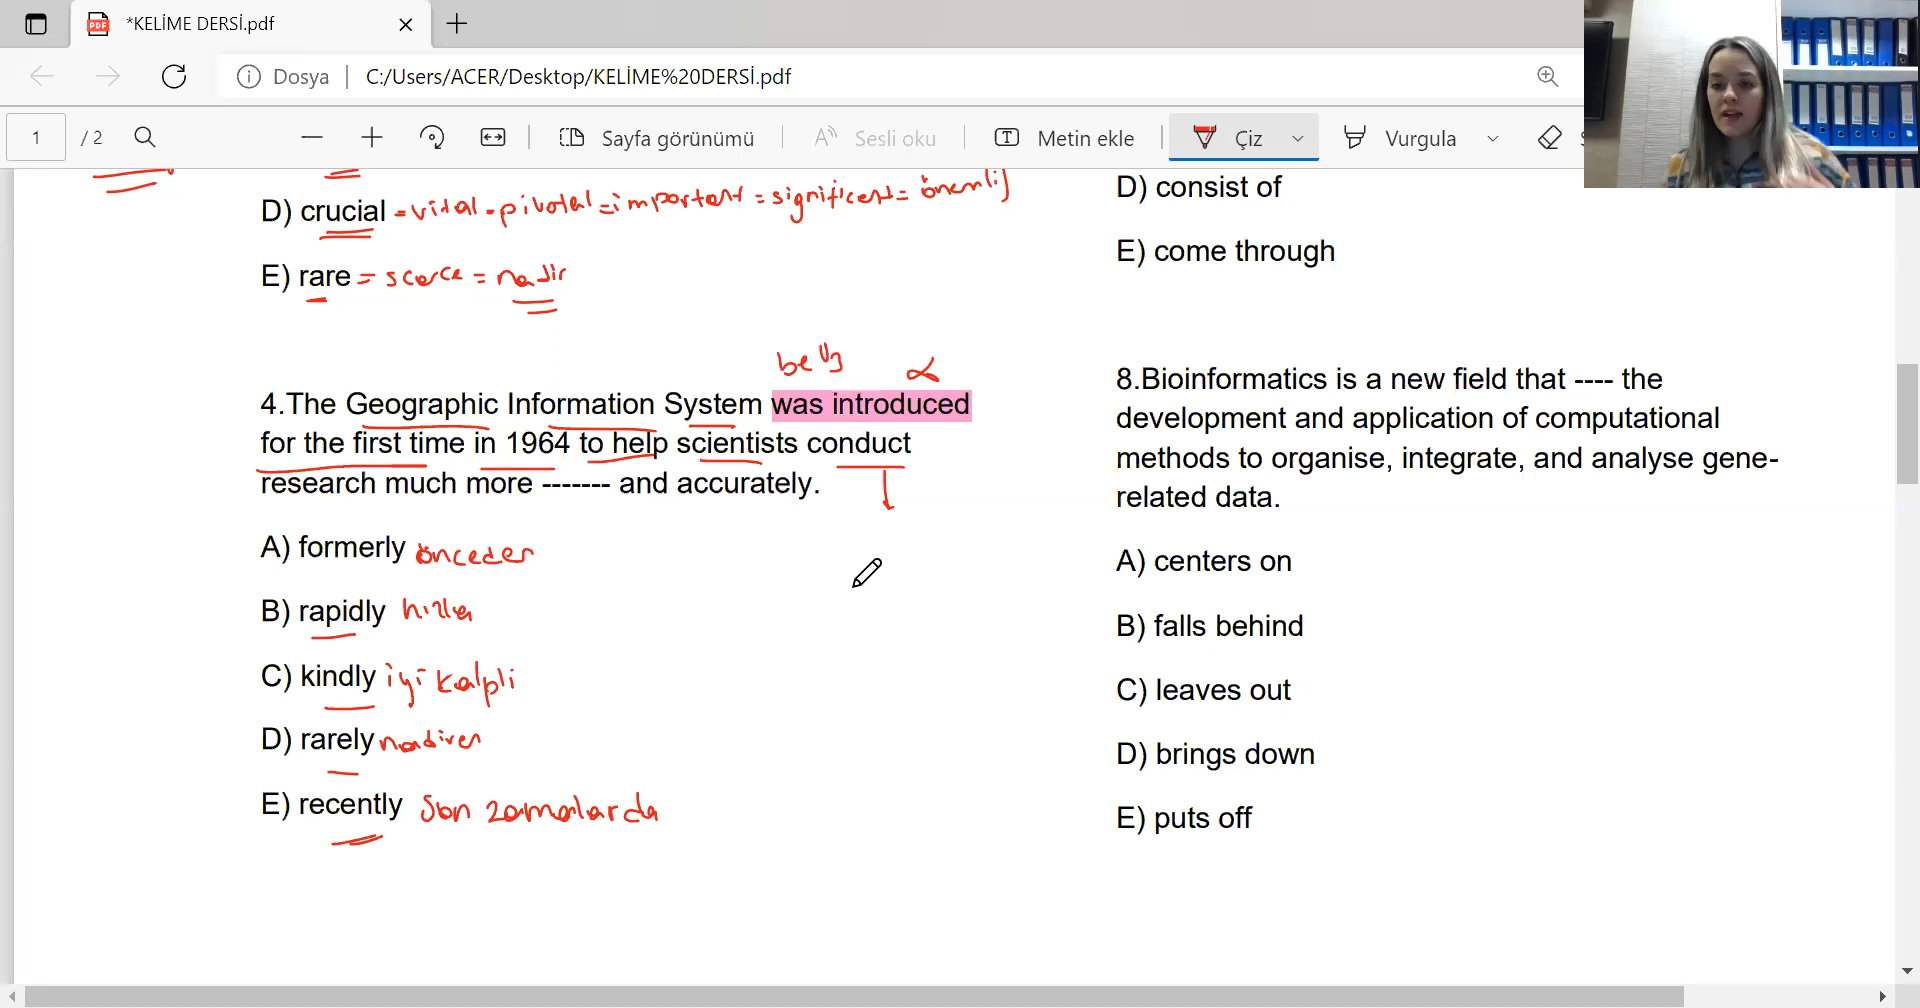 *KELİME DERSİ.pdf
Dosya | C:/Users/ACER/Desktop/KELİME%20DERSİ.pdf
1 / 2 Sayfa görünümü Sesli oku Metin ekle Çiz Vurgula
D) crucial = vital = pivotal = important = significant = önemli
E) rare = scarce = nadir
be V3
4.The Geographic Information System was introduced
for the first time in 1964 to help scientists conduct
research much more ------- and accurately.
A) formerly önceden
B) rapidly hızla
C) kindly iyi kalpli
D) rarely nadiren
E) recently son zamalarda
D) consist of
E) come through
8.Bioinformatics is a new field that ---- the
development and application of computational
methods to organise, integrate, and analyse gene-
related data.
A) centers on
B) falls behind
C) leaves out
D) brings down
E) puts off